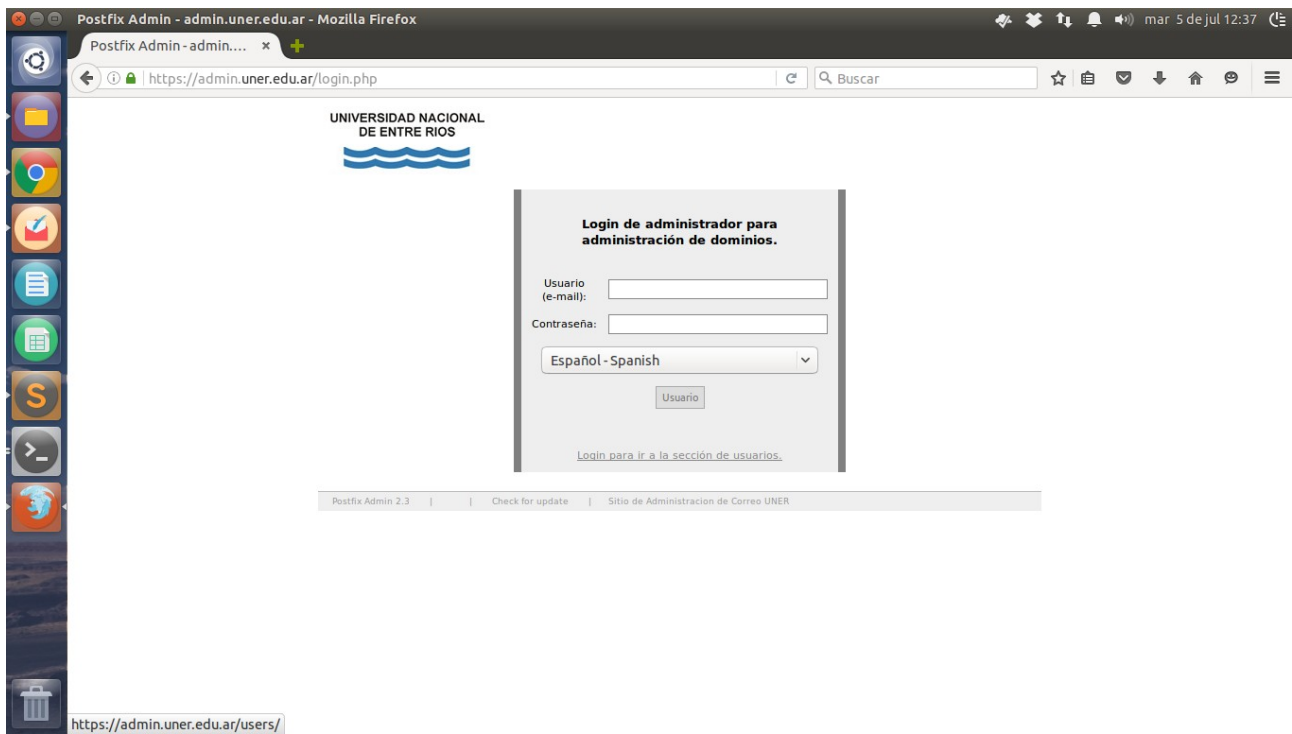 Postfix Admin - admin.uner.edu.ar - Mozilla Firefox
mar 5 de jul 12:37
Postfix Admin - admin....
https://admin.uner.edu.ar/login.php
Buscar
UNIVERSIDAD NACIONAL
DE ENTRE RIOS
Login de administrador para
administración de dominios.
Usuario
(e-mail):
Contraseña:
Español - Spanish
Usuario
Login para ir a la sección de usuarios.
Postfix Admin 2.3 | | Check for update | Sitio de Administracion de Correo UNER
https://admin.uner.edu.ar/users/